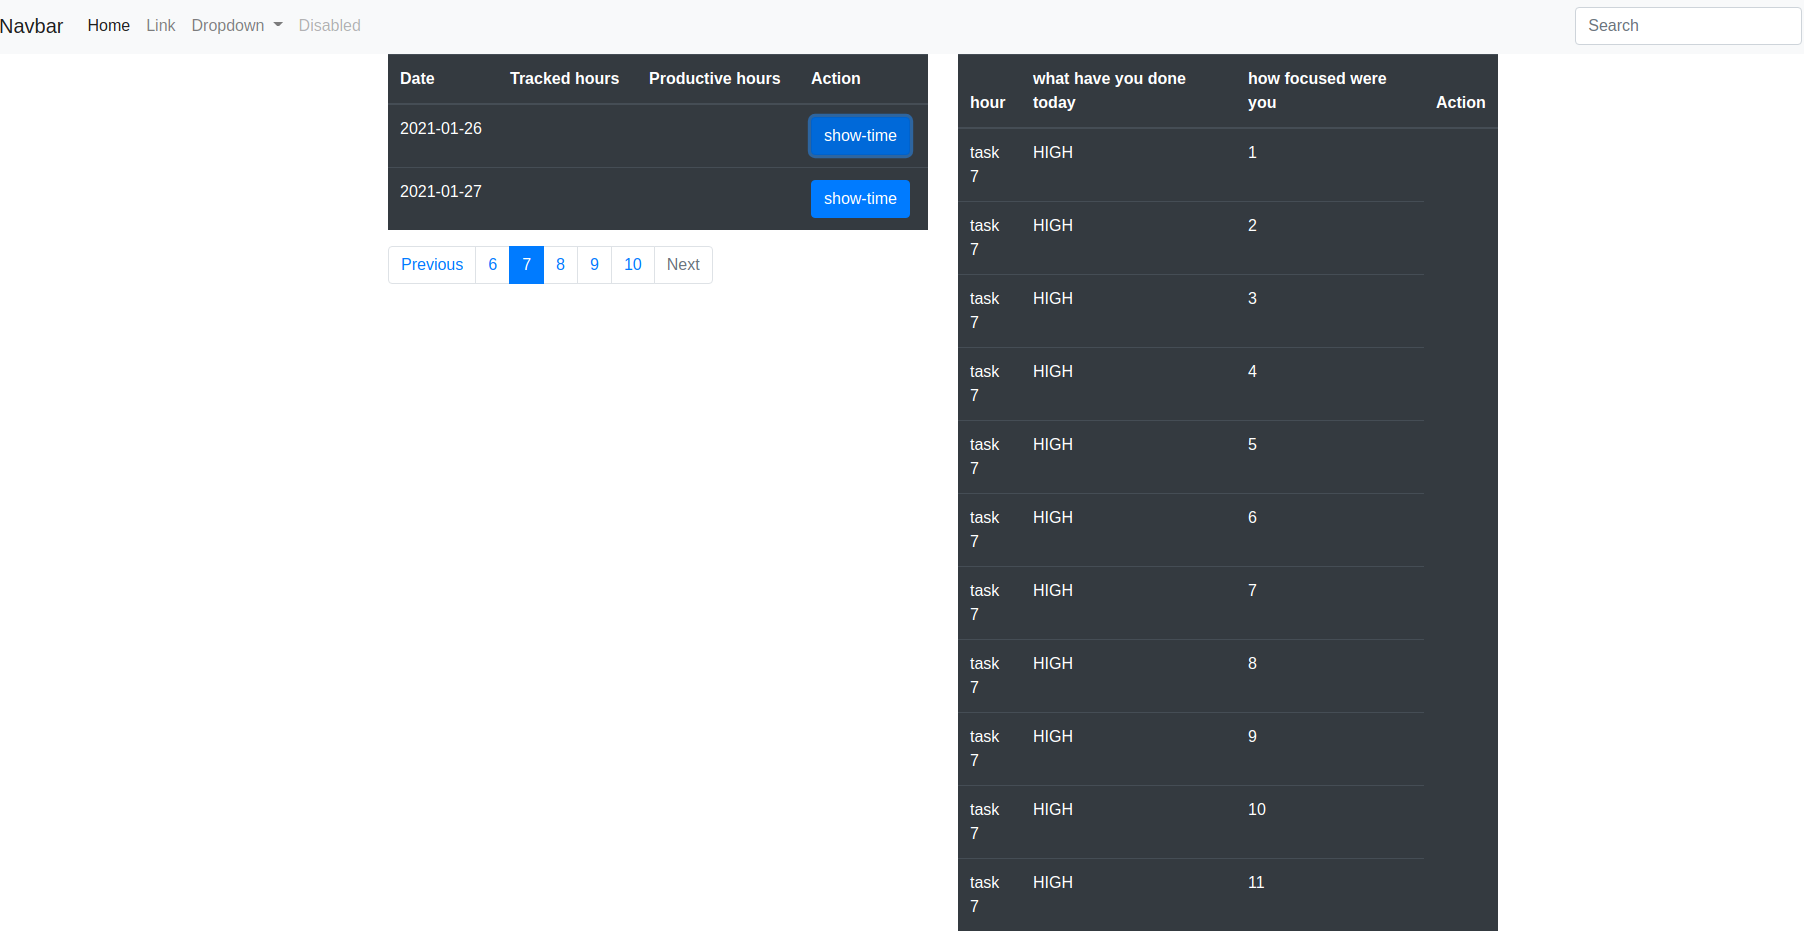 Navbar Home Link Dropdown Disabled Search
Date Tracked hours Productive hours Action
2021-01-26 show-time
2021-01-27 show-time
Previous 6 7 8 9 10 Next
hour what have you done today how focused were you Action
task 7 HIGH 1
task 7 HIGH 2
task 7 HIGH 3
task 7 HIGH 4
task 7 HIGH 5
task 7 HIGH 6
task 7 HIGH 7
task 7 HIGH 8
task 7 HIGH 9
task 7 HIGH 10
task 7 HIGH 11